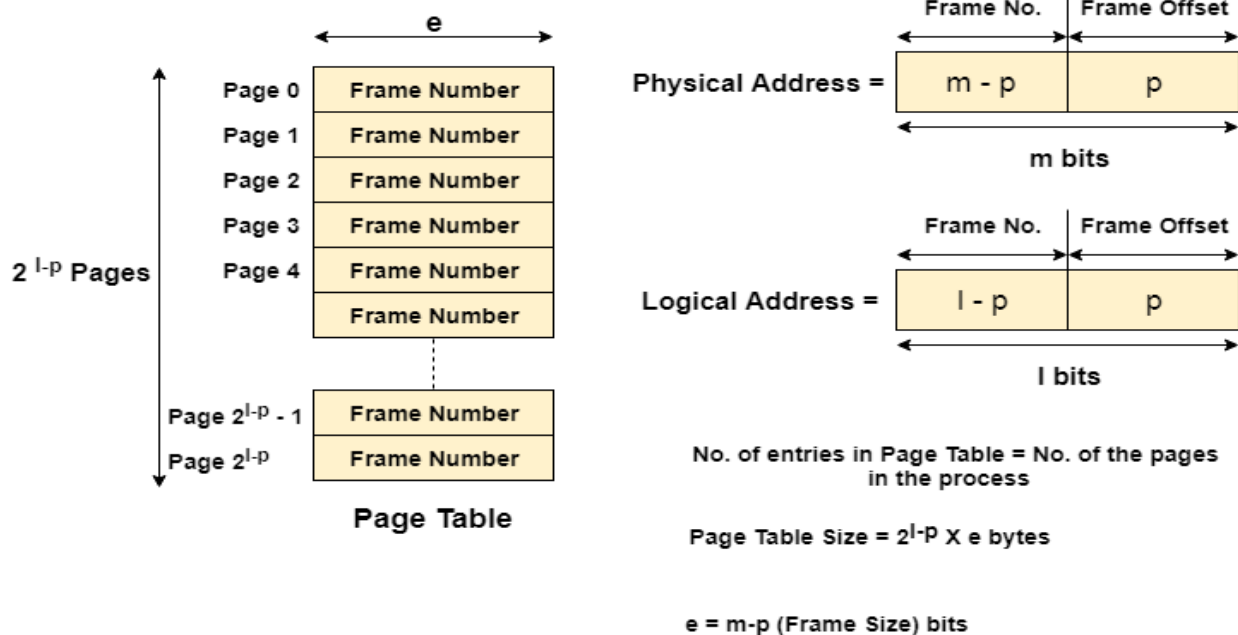 e
Page 0 Frame Number
Page 1 Frame Number
Page 2 Frame Number
Page 3 Frame Number
Page 4 Frame Number
Frame Number
2 l-p Pages
Page 2^l-p - 1 Frame Number
Page 2^l-p Frame Number
Page Table
Frame No. Frame Offset
Physical Address = m - p p
m bits
Frame No. Frame Offset
Logical Address = l - p p
l bits
No. of entries in Page Table = No. of the pages
in the process
Page Table Size = 2^l-p X e bytes
e = m-p (Frame Size) bits